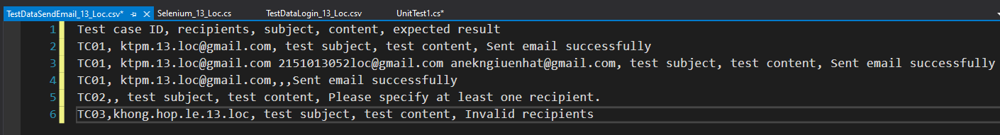 TestDataSendEmail_13_Loc.csv* Selenium_13_Loc.cs TestDataLogin_13_Loc.csv UnitTest1.cs*
1 Test case ID, recipients, subject, content, expected result
2 TC01, ktpm.13.loc@gmail.com, test subject, test content, Sent email successfully
3 TC01, ktpm.13.loc@gmail.com 2151013052loc@gmail.com anekngiuenhat@gmail.com, test subject, test content, Sent email successfully
4 TC01, ktpm.13.loc@gmail.com,,,Sent email successfully
5 TC02,, test subject, test content, Please specify at least one recipient.
6 TC03,khong.hop.le.13.loc, test subject, test content, Invalid recipients